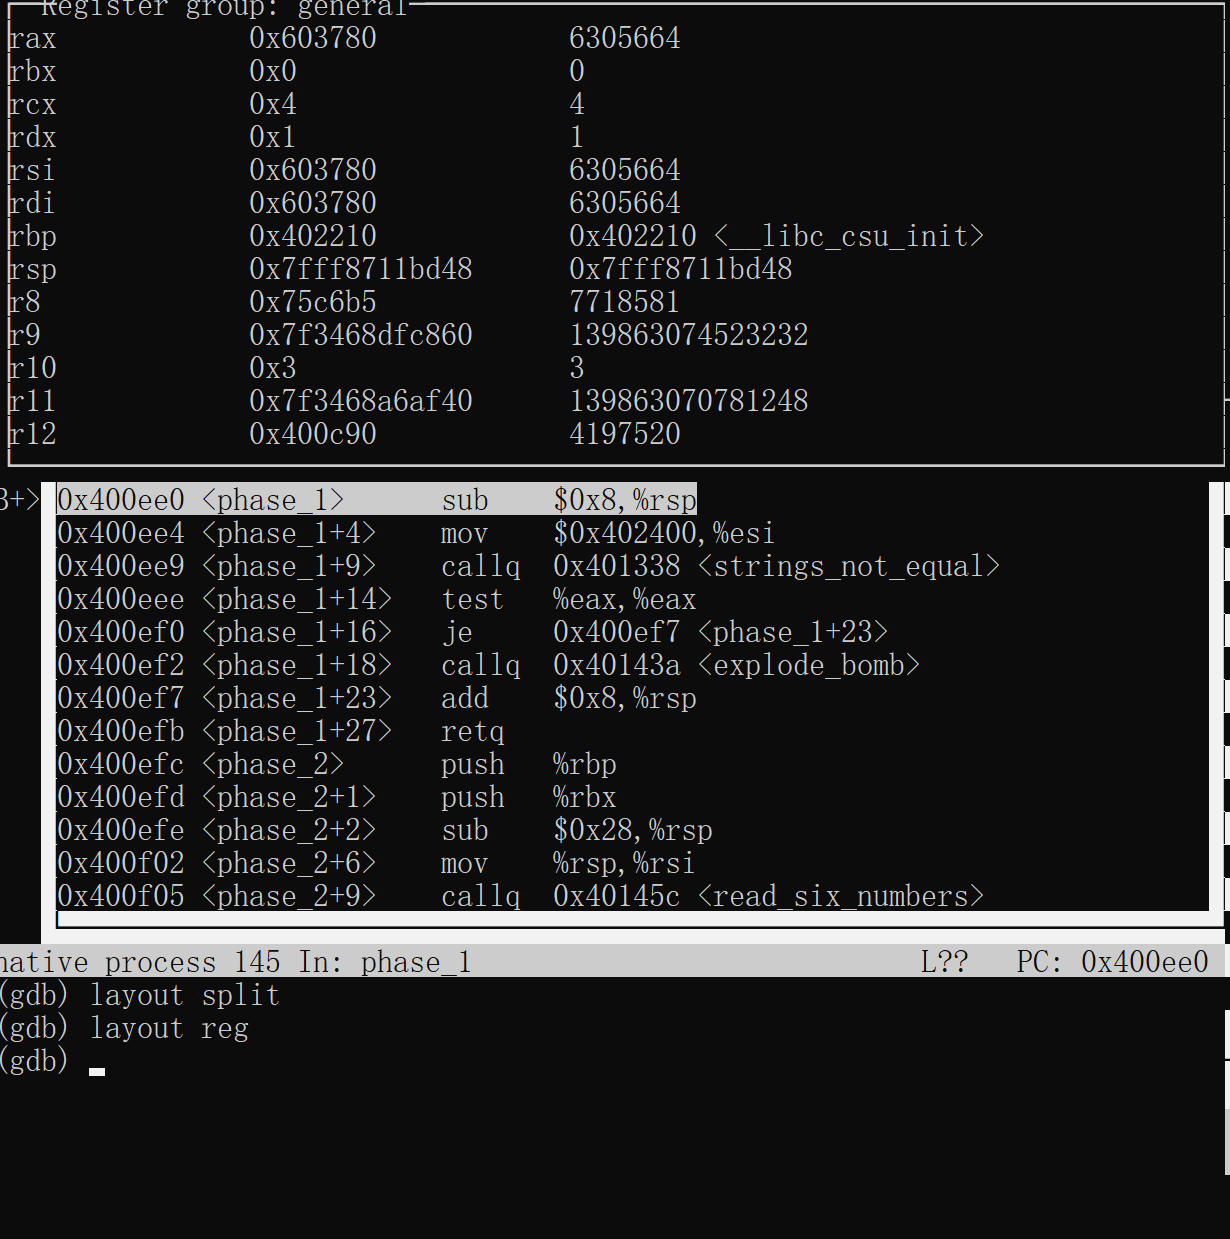 Register group: general
rax 0x603780 6305664
rbx 0x0 0
rcx 0x4 4
rdx 0x1 1
rsi 0x603780 6305664
rdi 0x603780 6305664
rbp 0x402210 0x402210 <__libc_csu_init>
rsp 0x7fff8711bd48 0x7fff8711bd48
r8 0x75c6b5 7718581
r9 0x7f3468dfc860 139863074523232
r10 0x3 3
r11 0x7f3468a6af40 139863070781248
r12 0x400c90 4197520
B+> 0x400ee0 <phase_1> sub $0x8,%rsp
0x400ee4 <phase_1+4> mov $0x402400,%esi
0x400ee9 <phase_1+9> callq 0x401338 <strings_not_equal>
0x400eee <phase_1+14> test %eax,%eax
0x400ef0 <phase_1+16> je 0x400ef7 <phase_1+23>
0x400ef2 <phase_1+18> callq 0x40143a <explode_bomb>
0x400ef7 <phase_1+23> add $0x8,%rsp
0x400efb <phase_1+27> retq
0x400efc <phase_2> push %rbp
0x400efd <phase_2+1> push %rbx
0x400efe <phase_2+2> sub $0x28,%rsp
0x400f02 <phase_2+6> mov %rsp,%rsi
0x400f05 <phase_2+9> callq 0x40145c <read_six_numbers>
native process 145 In: phase_1 L?? PC: 0x400ee0
(gdb) layout split
(gdb) layout reg
(gdb)